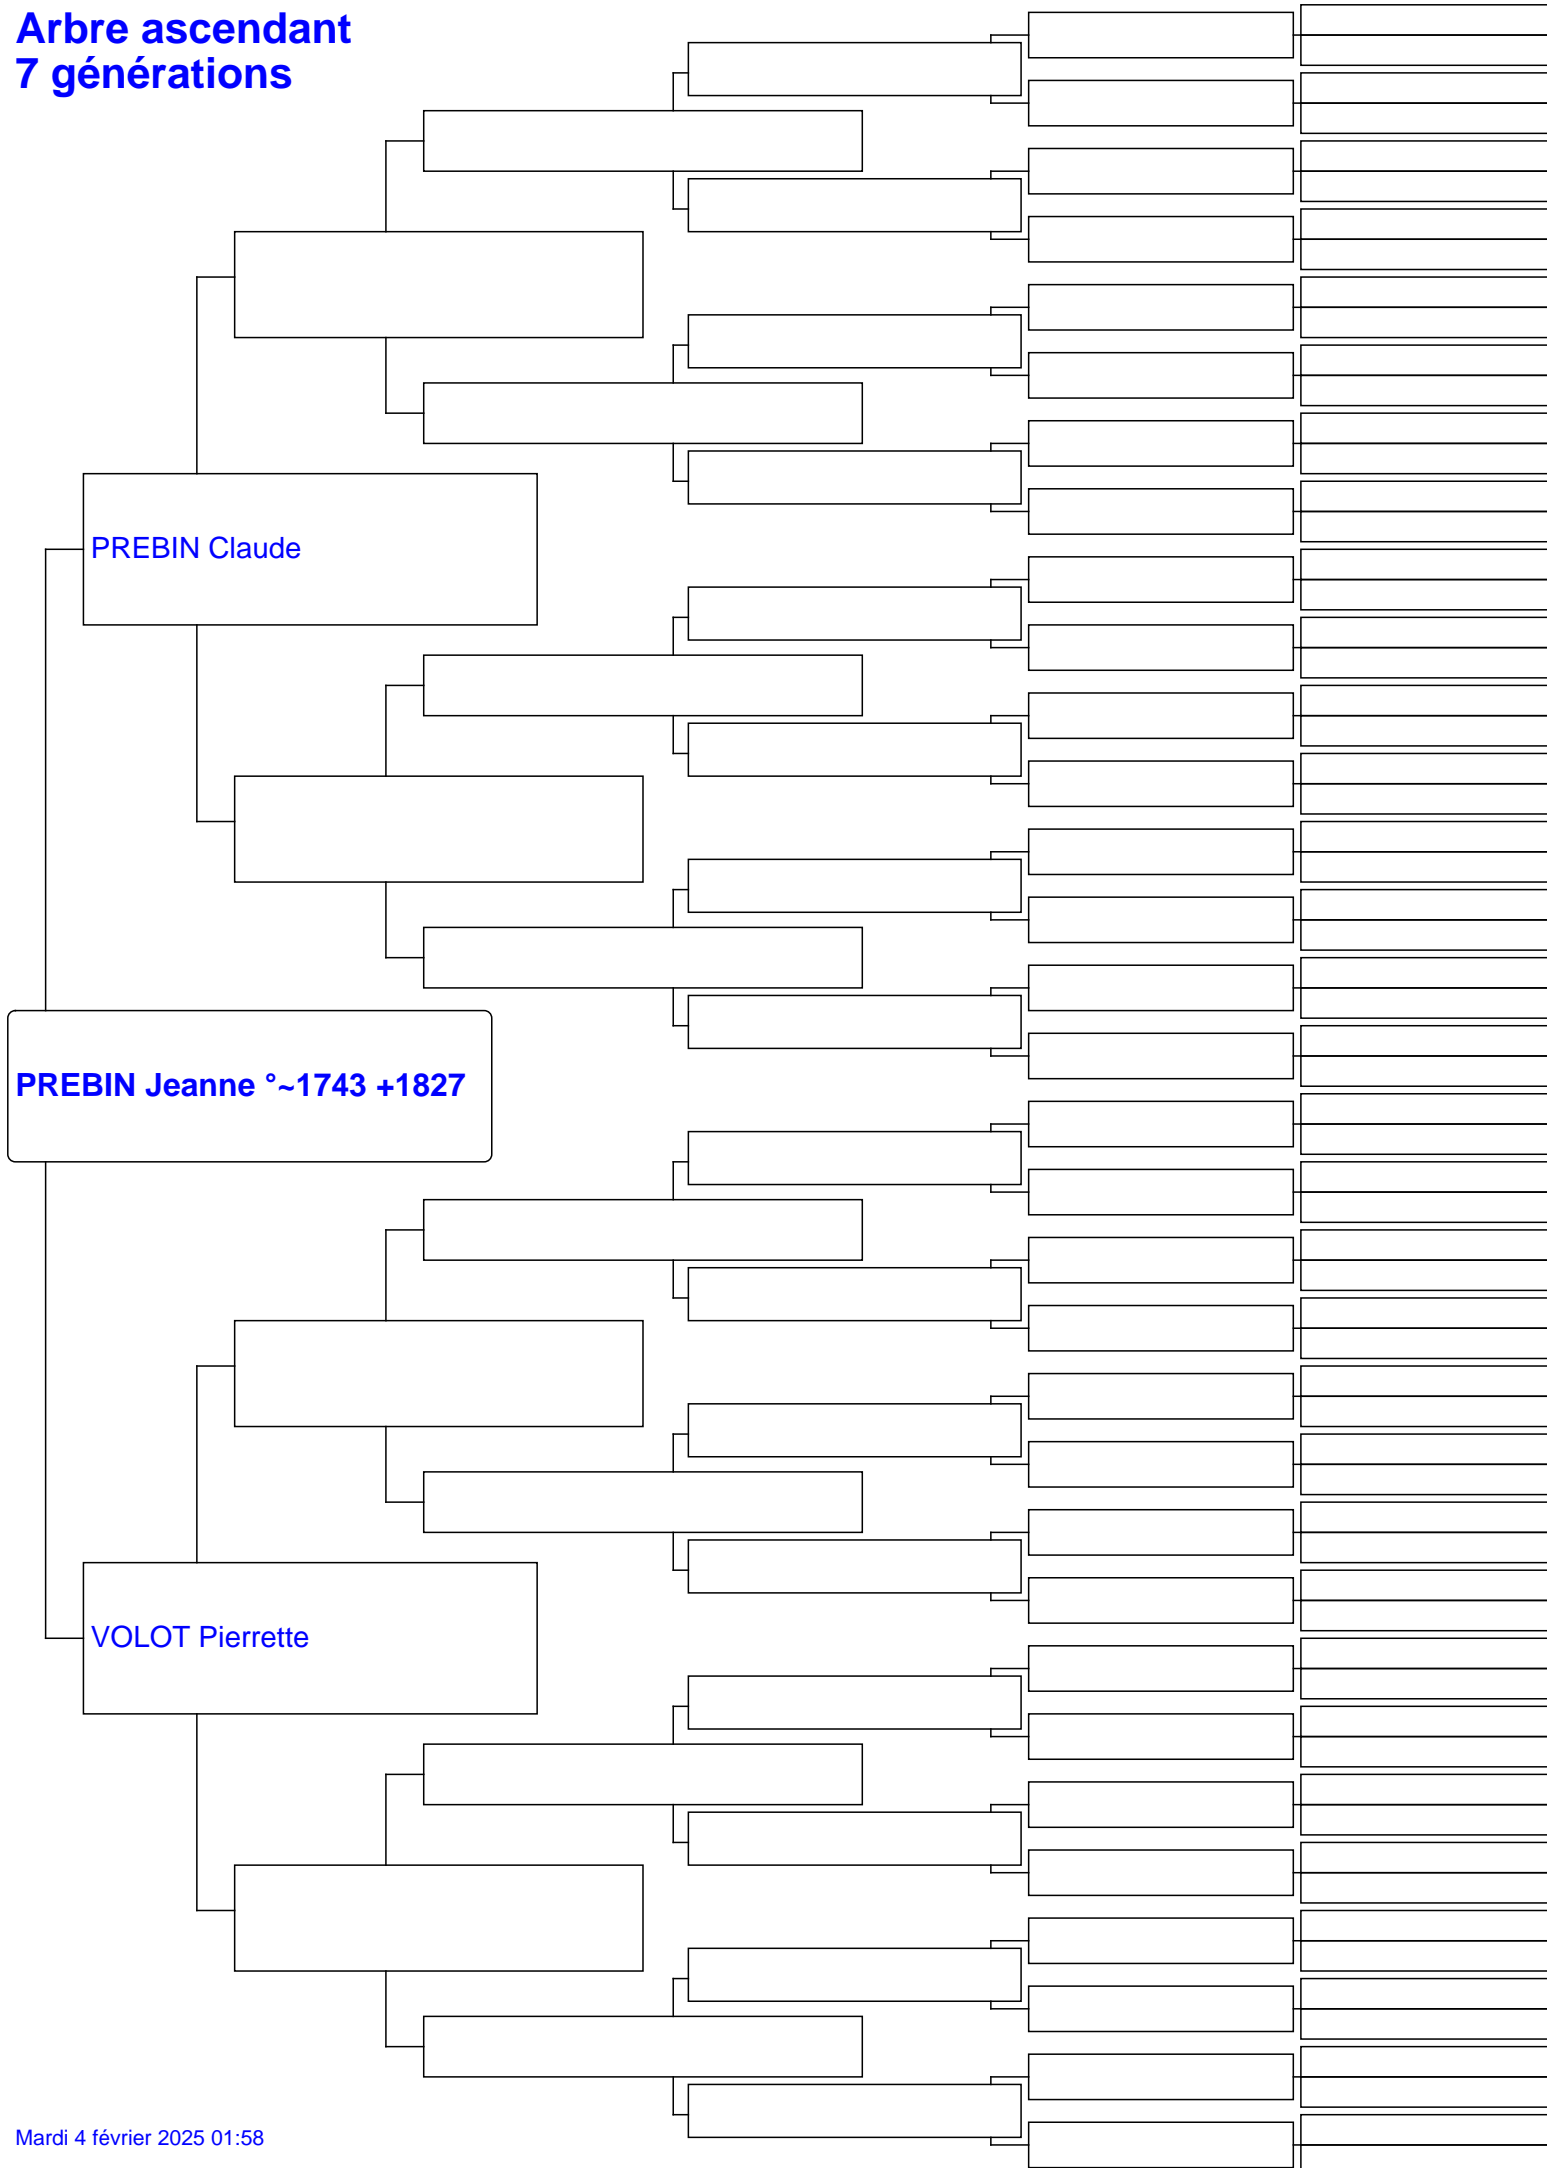 Arbre ascendant
7 générations
PREBIN Claude
PREBIN Jeanne °~1743 +1827
VOLOT Pierrette
Mardi 4 février 2025 01:58